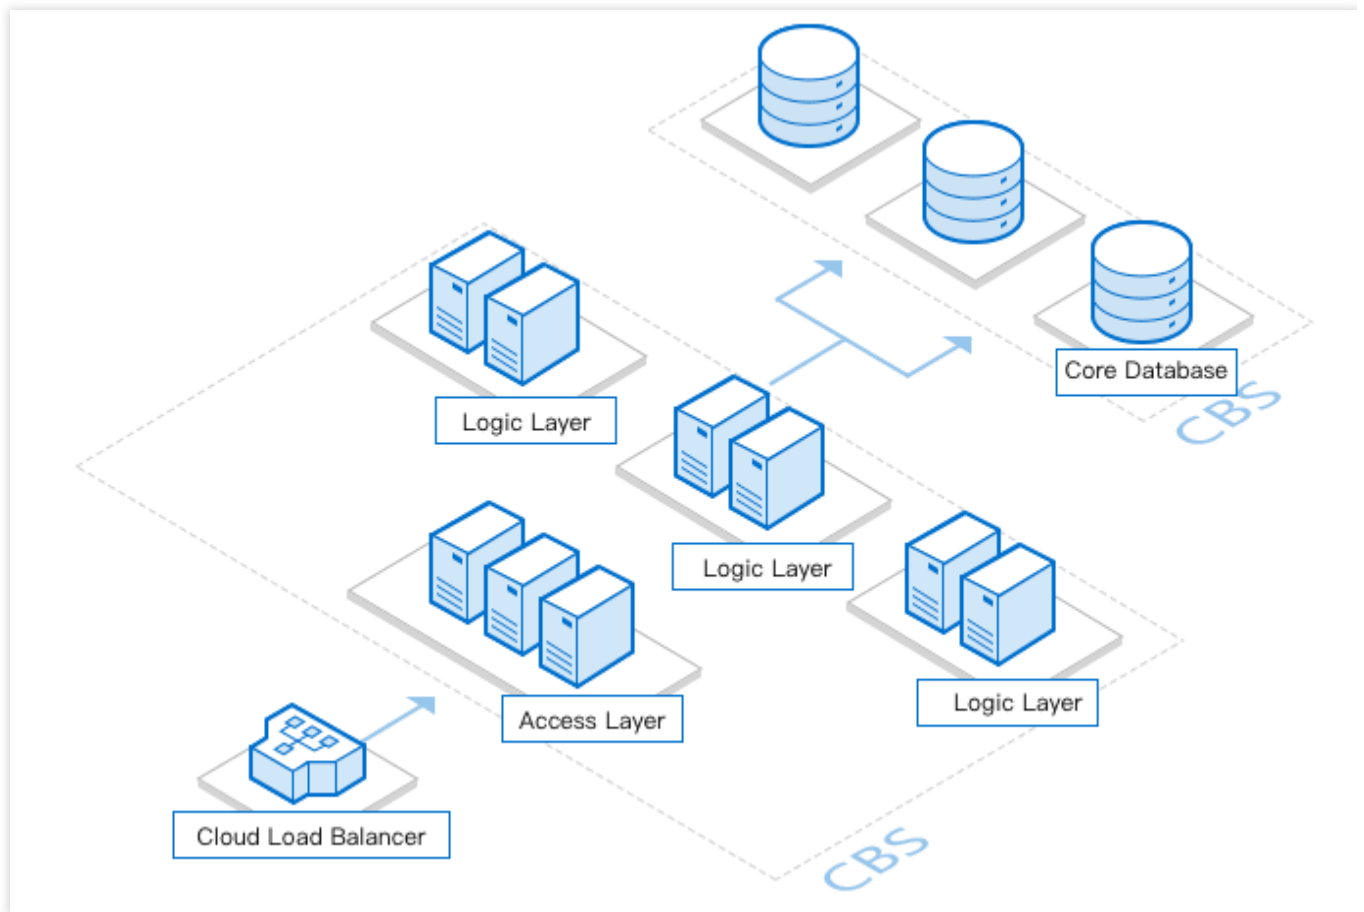 Core Database
CBS
Logic Layer
Logic Layer
Logic Layer
Access Layer
Cloud Load Balancer
CBS